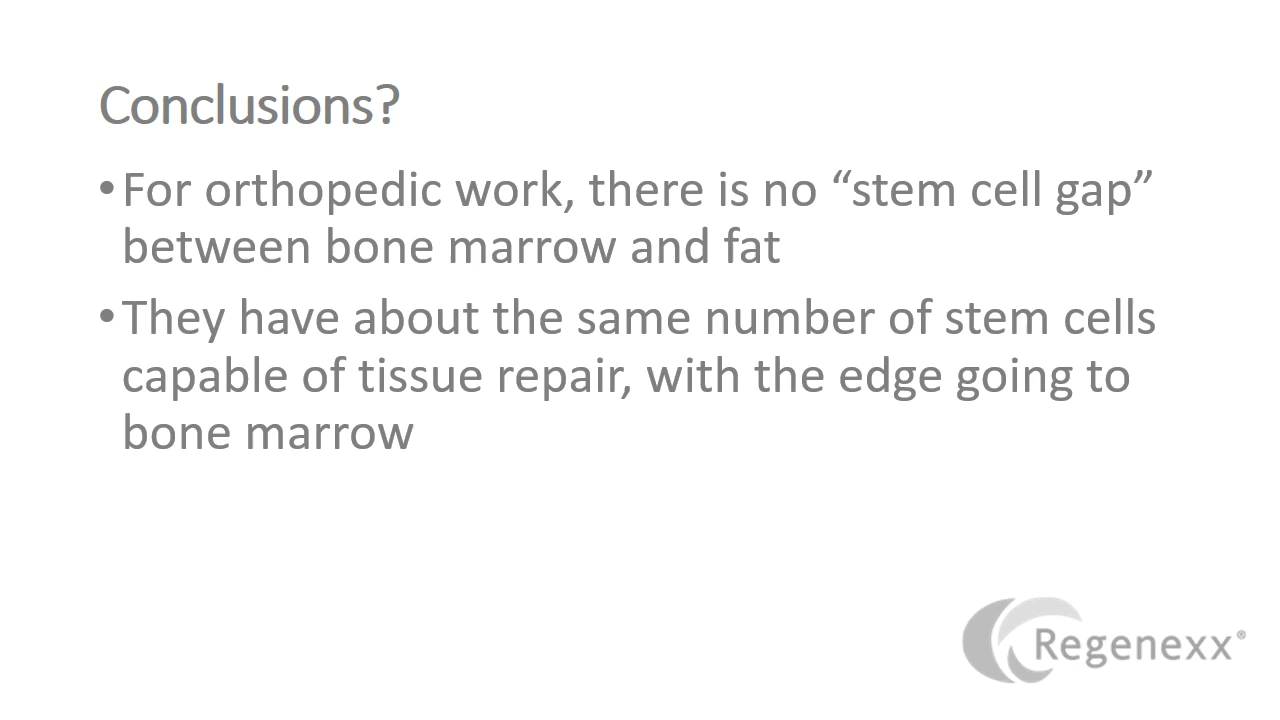 Conclusions?
•For orthopedic work, there is no “stem cell gap”
between bone marrow and fat
•They have about the same number of stem cells
capable of tissue repair, with the edge going to
bone marrow
Regenexx®